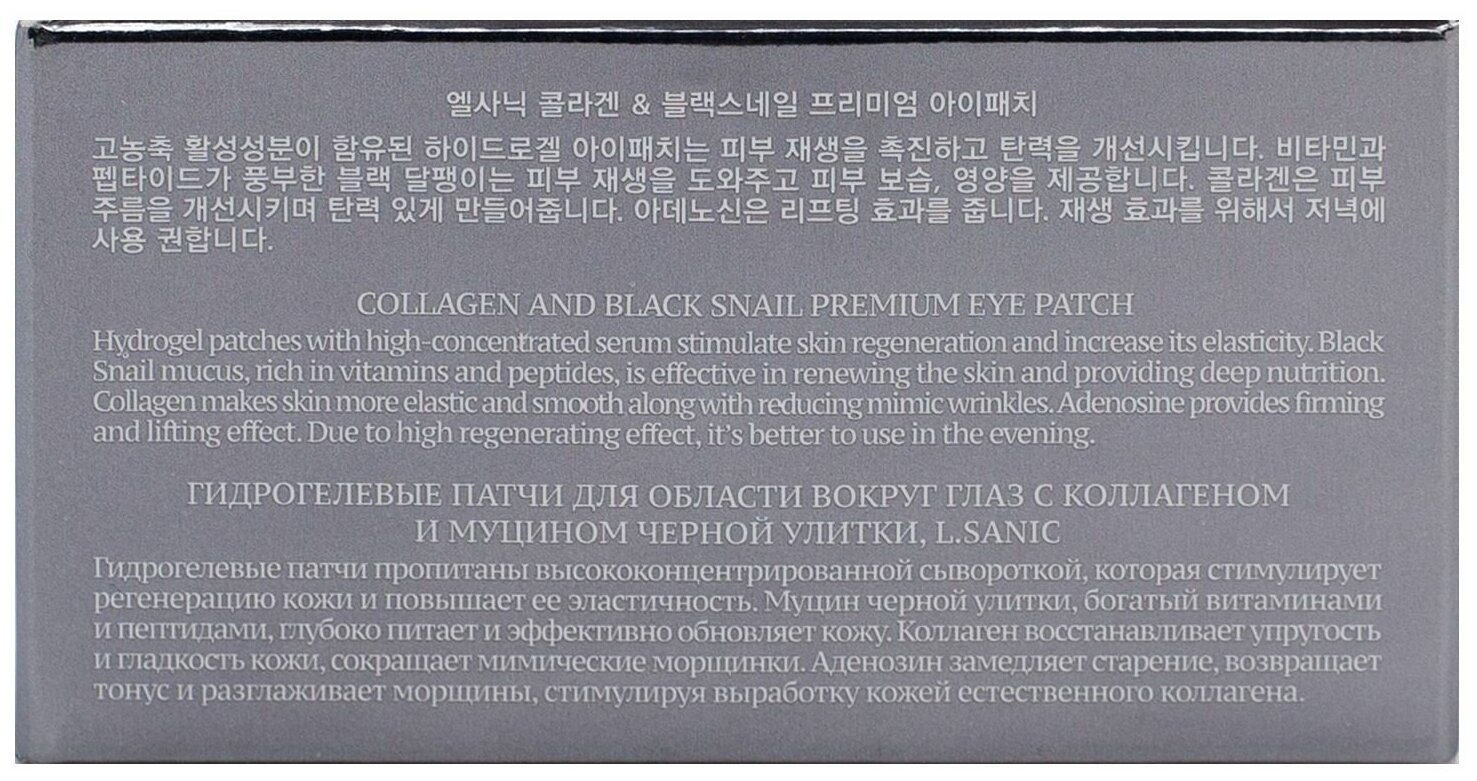 엘사닉 콜라겐 & 블랙스네일 프리미엄 아이패치
고농축 활성성분이 함유된 하이드로겔 아이패치는 피부 재생을 촉진하고 탄력을 개선시킵니다. 비타민과
펩타이드가 풍부한 블랙 달팽이는 피부 재생을 도와주고 피부 보습, 영양을 제공합니다. 콜라겐은 피부
주름을 개선시키며 탄력 있게 만들어줍니다. 아데노신은 리프팅 효과를 줍니다. 재생 효과를 위해서 저녁에
사용 권합니다.
COLLAGEN AND BLACK SNAIL PREMIUM EYE PATCH
Hydrogel patches with high-concentrated serum stimulate skin regeneration and increase its elasticity. Black
Snail mucus, rich in vitamins and peptides, is effective in renewing the skin and providing deep nutrition.
Collagen makes skin more elastic and smooth along with reducing mimic wrinkles. Adenosine provides firming
and lifting effect. Due to high regenerating effect, it's better to use in the evening.
ГИДРОГЕЛЕВЫЕ ПАТЧИ ДЛЯ ОБЛАСТИ ВОКРУГ ГЛАЗ С КОЛЛАГЕНОМ
И МУЦИНОМ ЧЕРНОЙ УЛИТКИ, L.SANIC
Гидрогелевые патчи пропитаны высококонцентрированной сывороткой, которая стимулирует
регенерацию кожи и повышает ее эластичность. Муцин черной улитки, богатый витаминами
и пептидами, глубоко питает и эффективно обновляет кожу. Коллаген восстанавливает упругость
и гладкость кожи, сокращает мимические морщинки. Аденозин замедляет старение, возвращает
тонус и разглаживает морщины, стимулируя выработку кожей естественного коллагена.